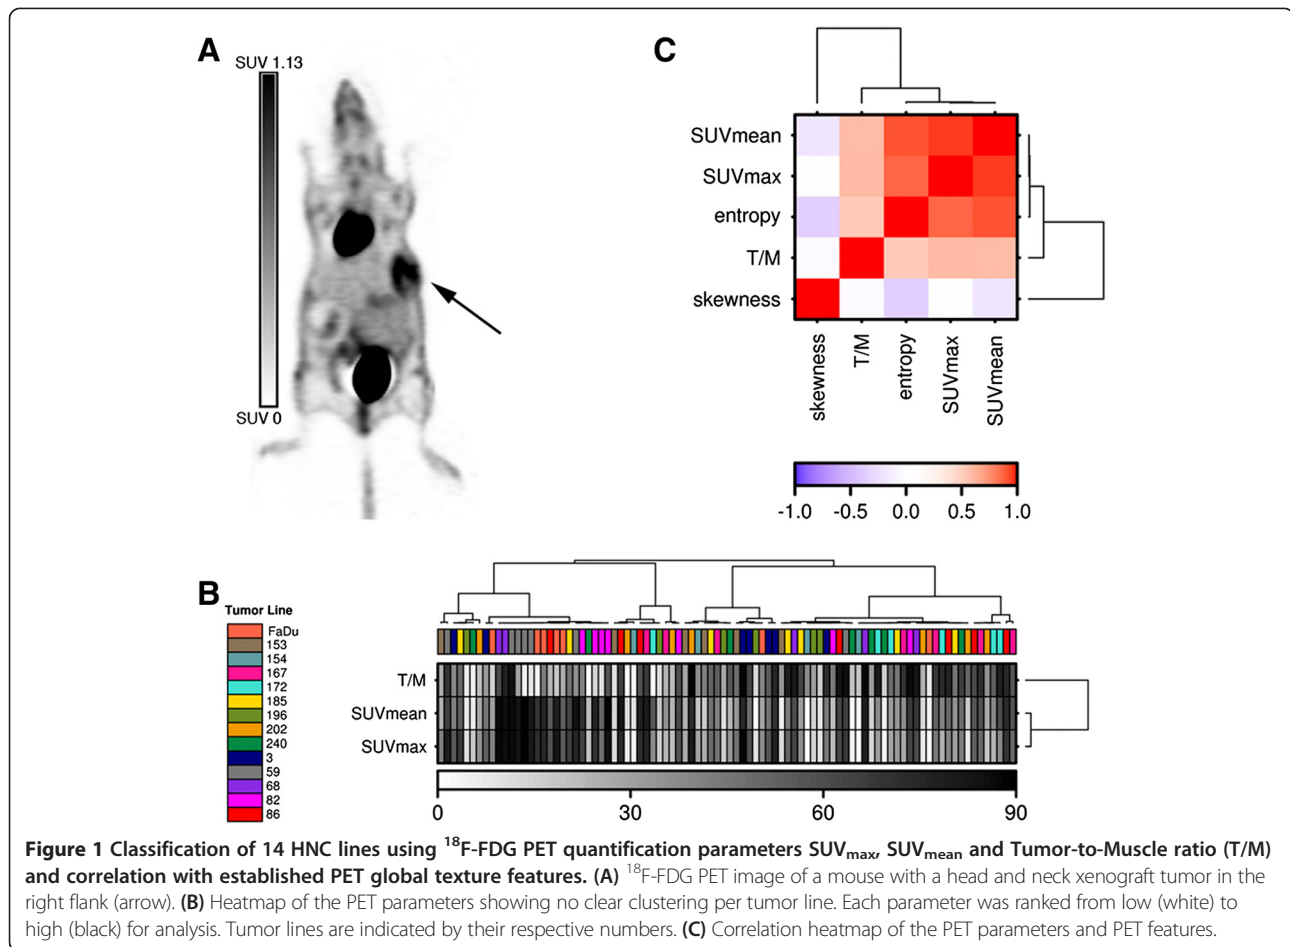 A
SUV 1.13
SUV 0
C
SUVmean
SUVmax
entropy
T/M
skewness
skewness
T/M
entropy
SUVmax
SUVmean
-1.0 -0.5 0.0 0.5 1.0
B
Tumor Line
FaDu
153
154
167
172
185
196
202
240
3
59
68
82
86
T/M
SUVmean
SUVmax
0 30 60 90
Figure 1 Classification of 14 HNC lines using 18F-FDG PET quantification parameters SUVmax, SUVmean and Tumor-to-Muscle ratio (T/M)
and correlation with established PET global texture features. (A) 18F-FDG PET image of a mouse with a head and neck xenograft tumor in the
right flank (arrow). (B) Heatmap of the PET parameters showing no clear clustering per tumor line. Each parameter was ranked from low (white) to
high (black) for analysis. Tumor lines are indicated by their respective numbers. (C) Correlation heatmap of the PET parameters and PET features.